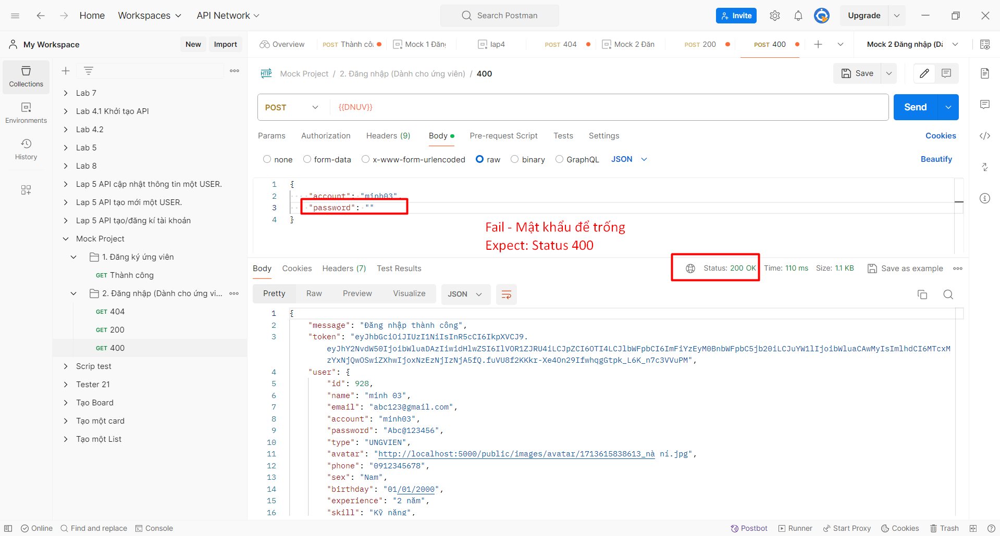 Home Workspaces API Network Search Postman Invite Upgrade
My Workspace New Import Overview POST Thành côi Mock 1 Đăng lap4 POST 404 Mock 2 Đăn POST 200 POST 400 Mock 2 Đăng nhập (Dà
Collections
Environments
History
Lab 7
Lab 4.1 Khởi tạo API
Lab 4.2
Lab 5
Lab 8
Lap 5 API cập nhật thông tin một USER.
Lap 5 API tạo mới một USER.
Lap 5 API tạo/đăng kí tài khoản
Mock Project
1. Đăng ký ứng viên
GET Thành công
2. Đăng nhập (Dành cho ứng vi...
GET 404
GET 200
GET 400
Scrip test
Tester 21
Tạo Board
Tạo một card
Tạo một List
HTTP Mock Project / 2. Đăng nhập (Dành cho ứng viên) / 400 Save
POST {{DNUV}} Send
Params Authorization Headers (9) Body Pre-request Script Tests Settings Cookies
none form-data x-www-form-urlencoded raw binary GraphQL JSON Beautify
1 {
2 "account": "minh03",
3 "password": ""
4 }
Fail - Mật khẩu để trống
Expect: Status 400
Body Cookies Headers (7) Test Results Status: 200 OK Time: 110 ms Size: 1.1 KB Save as example
Pretty Raw Preview Visualize JSON
1 {
2 "message": "Đăng nhập thành công",
3 "token": "eyJhbGciOiJIUzI1NiIsInR5cCI6IkpXVCJ9.
eyJhY2NvdW50IjoibWluaDAzIiwidHlwZSI6IlVOR1ZJRU4iLCJpZCI6OTI4LCJlbWFpbCI6ImFiYzEyM0BnbWFpbC5jb20iLCJuYW1lIjoibWluaCAwMyIsImlhdCI6MTcxM
zYxNjQwOSwiZXhwIjoxNzEzNjIzNjA5fQ.fuVU8f2KKkr-Xe4On29IfwhqgGtpk_L6K_n7c3VVuPM",
4 "user": {
5 "id": 928,
6 "name": "minh 03",
7 "email": "abc123@gmail.com",
8 "account": "minh03",
9 "password": "Abc@123456",
10 "type": "UNGVIEN",
11 "avatar": "http://localhost:5000/public/images/avatar/1713615838613_nà ní.jpg",
12 "phone": "0912345678",
13 "sex": "Nam",
14 "birthday": "01/01/2000",
15 "experience": "2 năm",
16 "skill": "Kỹ năng",
Online Find and replace Console Postbot Runner Start Proxy Cookies Trash